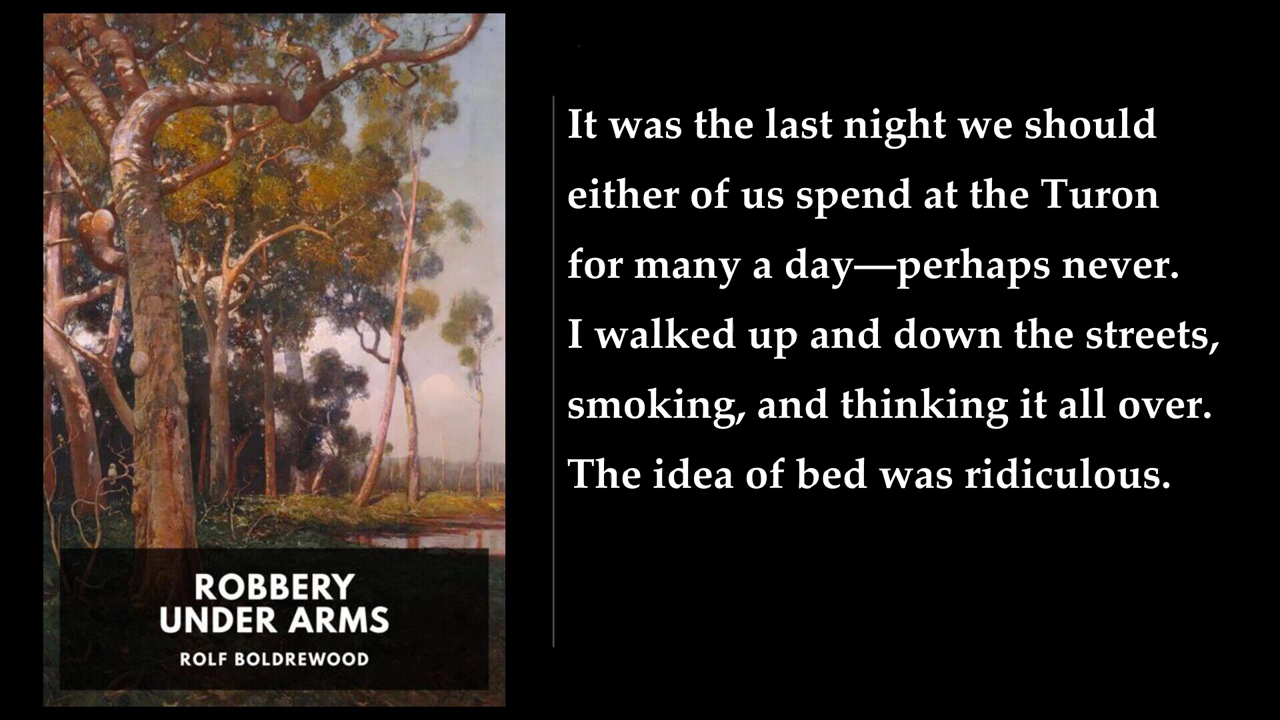 ROBBERY
UNDER ARMS
ROLF BOLDREWOOD
It was the last night we should
either of us spend at the Turon
for many a day—perhaps never.
I walked up and down the streets,
smoking, and thinking it all over.
The idea of bed was ridiculous.